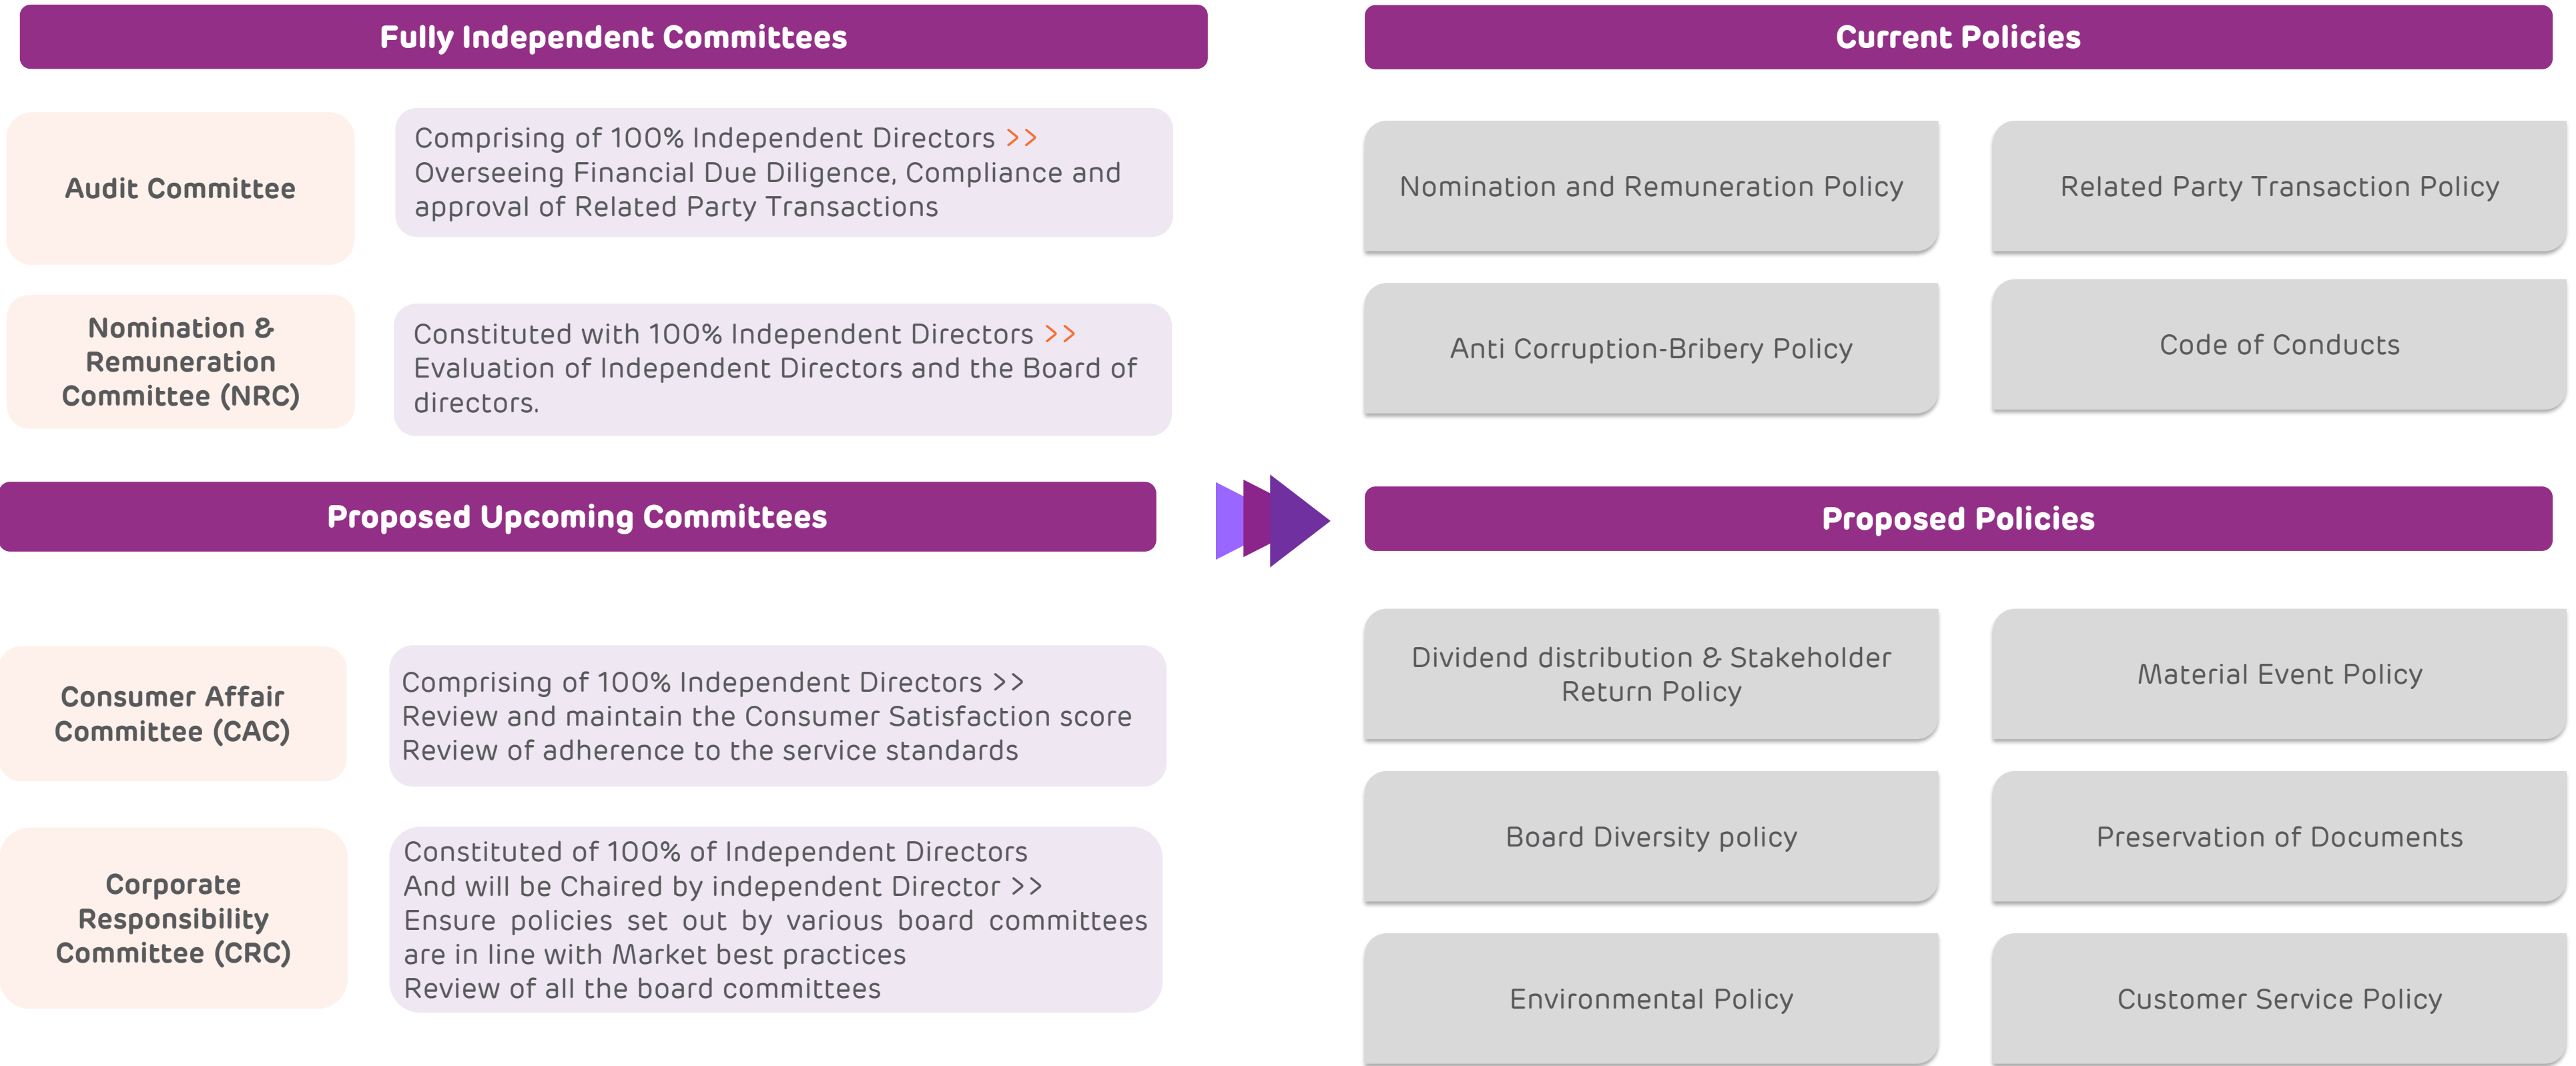 Fully Independent Committees
Audit Committee
Comprising of 100% Independent Directors >>
Overseeing Financial Due Diligence, Compliance and
approval of Related Party Transactions
Nomination &
Remuneration
Committee (NRC)
Constituted with 100% Independent Directors >>
Evaluation of Independent Directors and the Board of
directors.
Proposed Upcoming Committees
Consumer Affair
Committee (CAC)
Comprising of 100% Independent Directors >>
Review and maintain the Consumer Satisfaction score
Review of adherence to the service standards
Corporate
Responsibility
Committee (CRC)
Constituted of 100% of Independent Directors
And will be Chaired by independent Director >>
Ensure policies set out by various board committees
are in line with Market best practices
Review of all the board committees
Current Policies
Nomination and Remuneration Policy
Related Party Transaction Policy
Anti Corruption-Bribery Policy
Code of Conducts
Proposed Policies
Dividend distribution & Stakeholder
Return Policy
Material Event Policy
Board Diversity policy
Preservation of Documents
Environmental Policy
Customer Service Policy